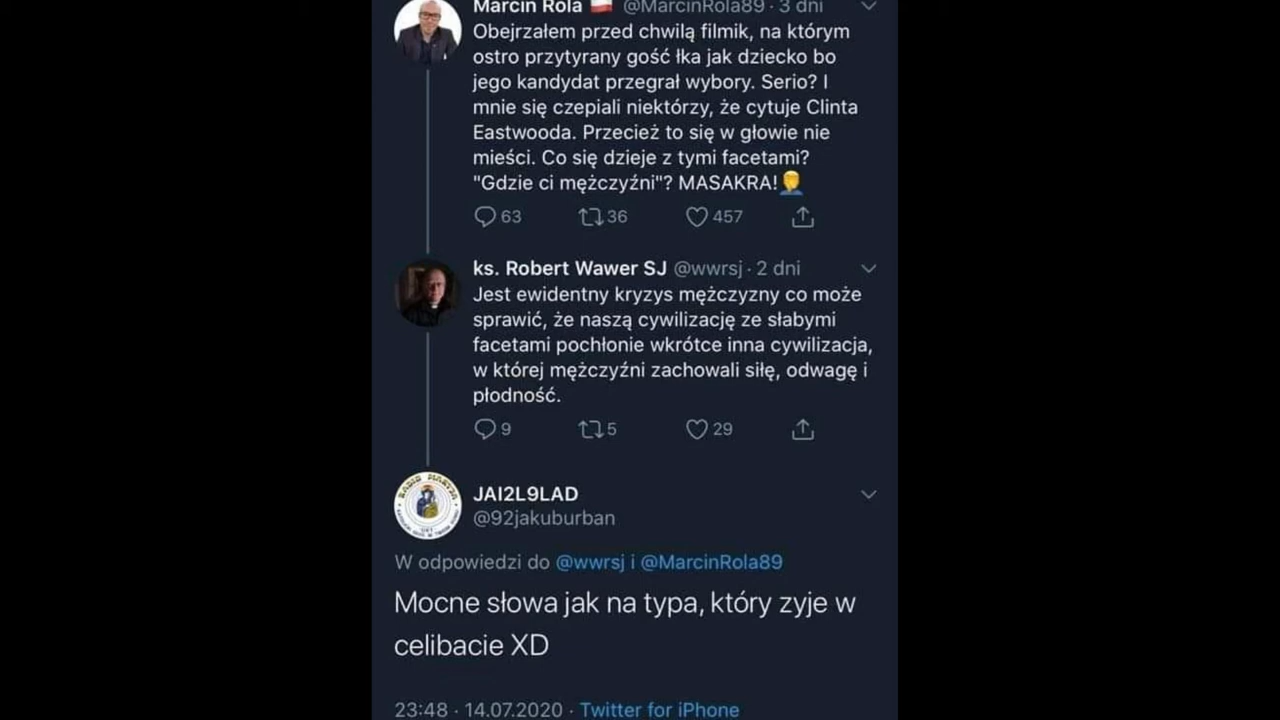 Marcin Rola @MarcinRola89 · 3 dni
Obejrzałem przed chwilą filmik, na którym
ostro przytyrany gość łka jak dziecko bo
jego kandydat przegrał wybory. Serio? I
mnie się czepiali niektórzy, że cytuje Clinta
Eastwooda. Przecież to się w głowie nie
mieści. Co się dzieje z tymi facetami?
"Gdzie ci mężczyźni"? MASAKRA!🤦‍♂️
63 36 457
ks. Robert Wawer SJ @wwrsj · 2 dni
Jest ewidentny kryzys mężczyzny co może
sprawić, że naszą cywilizację ze słabymi
facetami pochłonie wkrótce inna cywilizacja,
w której mężczyźni zachowali siłę, odwagę i
płodność.
9 5 29
RADIO MARYJA
JAI2L9LAD
@92jakuburban
W odpowiedzi do @wwrsj i @MarcinRola89
Mocne słowa jak na typa, który zyje w
celibacie XD
23:48 · 14.07.2020 · Twitter for iPhone